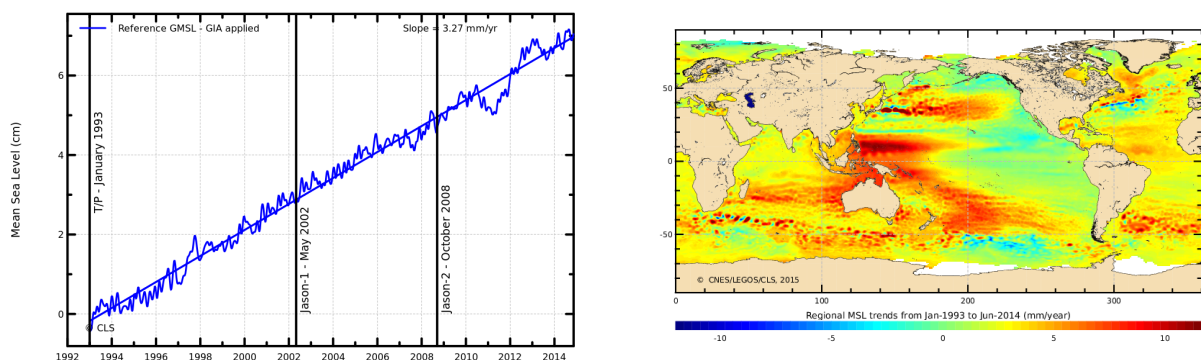 Reference GMSL - GIA applied
Slope = 3.27 mm/yr
Mean Sea Level (cm)
6
4
2
0
T/P - January 1993
Jason-1 - May 2002
Jason-2 - October 2008
© CLS
1992 1994 1996 1998 2000 2002 2004 2006 2008 2010 2012 2014
50
0
-50
© CNES/LEGOS/CLS, 2015
0 100 200 300
Regional MSL trends from Jan-1993 to Jun-2014 (mm/year)
-10 -5 0 5 10